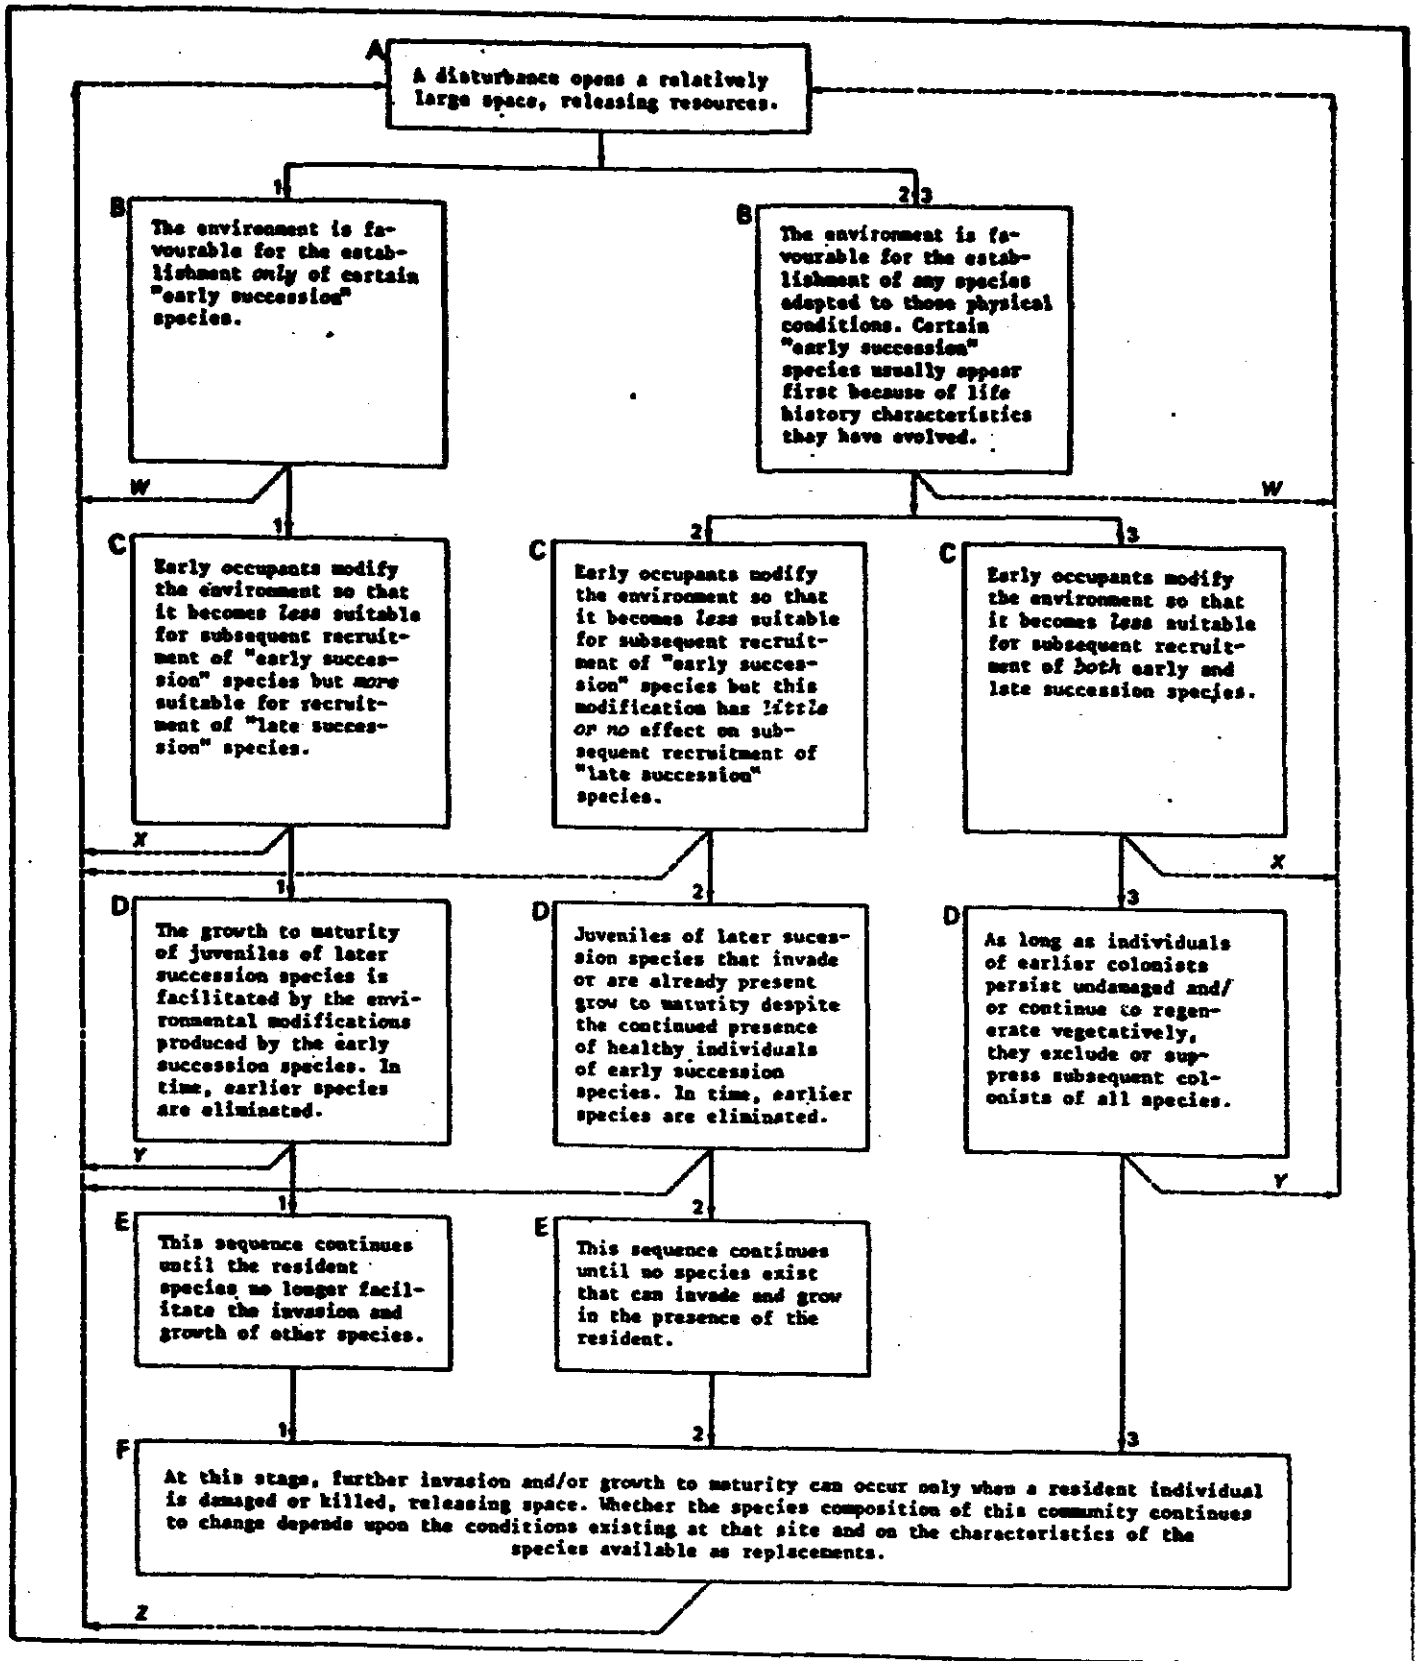 A
A disturbance opens a relatively
large space, releasing resources.
1
2 3
B
The environment is fa-
vourable for the estab-
lishment only of certain
"early succession"
species.
B
The environment is fa-
vourable for the estab-
lishment of any species
adapted to those physical
conditions. Certain
"early succession"
species usually appear
first because of life
history characteristics
they have evolved.
W
W
1
2
3
C
Early occupants modify
the environment so that
it becomes less suitable
for subsequent recruit-
ment of "early succes-
sion" species but more
suitable for recruit-
ment of "late succes-
sion" species.
C
Early occupants modify
the environment so that
it becomes less suitable
for subsequent recruit-
ment of "early succes-
sion" species but this
modification has little
or no effect on sub-
sequent recruitment of
"late succession"
species.
C
Early occupants modify
the environment so that
it becomes less suitable
for subsequent recruit-
ment of both early and
late succession species.
X
X
1
2
3
D
The growth to maturity
of juveniles of later
succession species is
facilitated by the envi-
ronmental modifications
produced by the early
succession species. In
time, earlier species
are eliminated.
D
Juveniles of later suces-
sion species that invade
or are already present
grow to maturity despite
the continued presence
of healthy individuals
of early succession
species. In time, earlier
species are eliminated.
D
As long as individuals
of earlier colonists
persist undamaged and/
or continue to regen-
erate vegetatively,
they exclude or sup-
press subsequent col-
onists of all species.
Y
Y
1
2
E
This sequence continues
until the resident
species no longer facil-
itate the invasion and
growth of other species.
E
This sequence continues
until no species exist
that can invade and grow
in the presence of the
resident.
1
2
3
F
At this stage, further invasion and/or growth to maturity can occur only when a resident individual
is damaged or killed, releasing space. Whether the species composition of this community continues
to change depends upon the conditions existing at that site and on the characteristics of the
species available as replacements.
Z